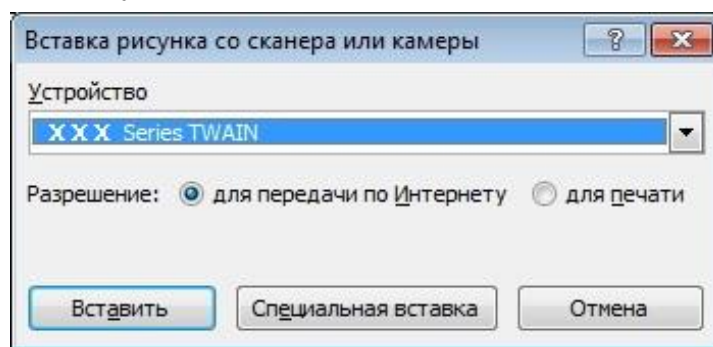 Вставка рисунка со сканера или камеры
Устройство
XXX Series TWAIN
Разрешение: для передачи по Интернету для печати
Вставить Специальная вставка Отмена